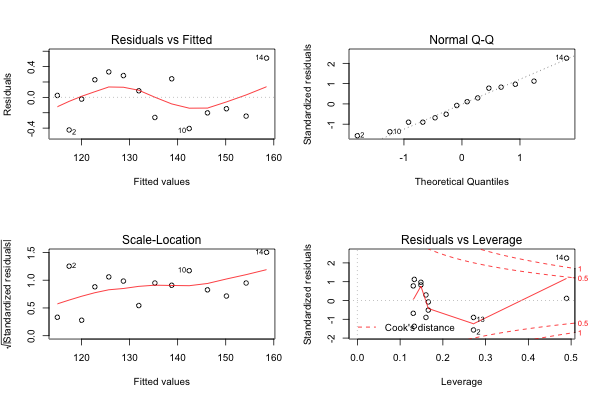 Residuals vs Fitted
Residuals
-0.4 0.0 0.4
14
2
10
120 130 140 150 160
Fitted values
Normal Q-Q
Standardized residuals
-1 0 1 2
14
2
10
-1 0 1
Theoretical Quantiles
Scale-Location
√|Standardized residuals|
0.0 0.5 1.0 1.5
2
10
14
120 130 140 150 160
Fitted values
Residuals vs Leverage
Standardized residuals
-2 -1 0 1 2
14
1
0.5
13
0.5
2
1
Cook's distance
0.0 0.1 0.2 0.3 0.4 0.5
Leverage